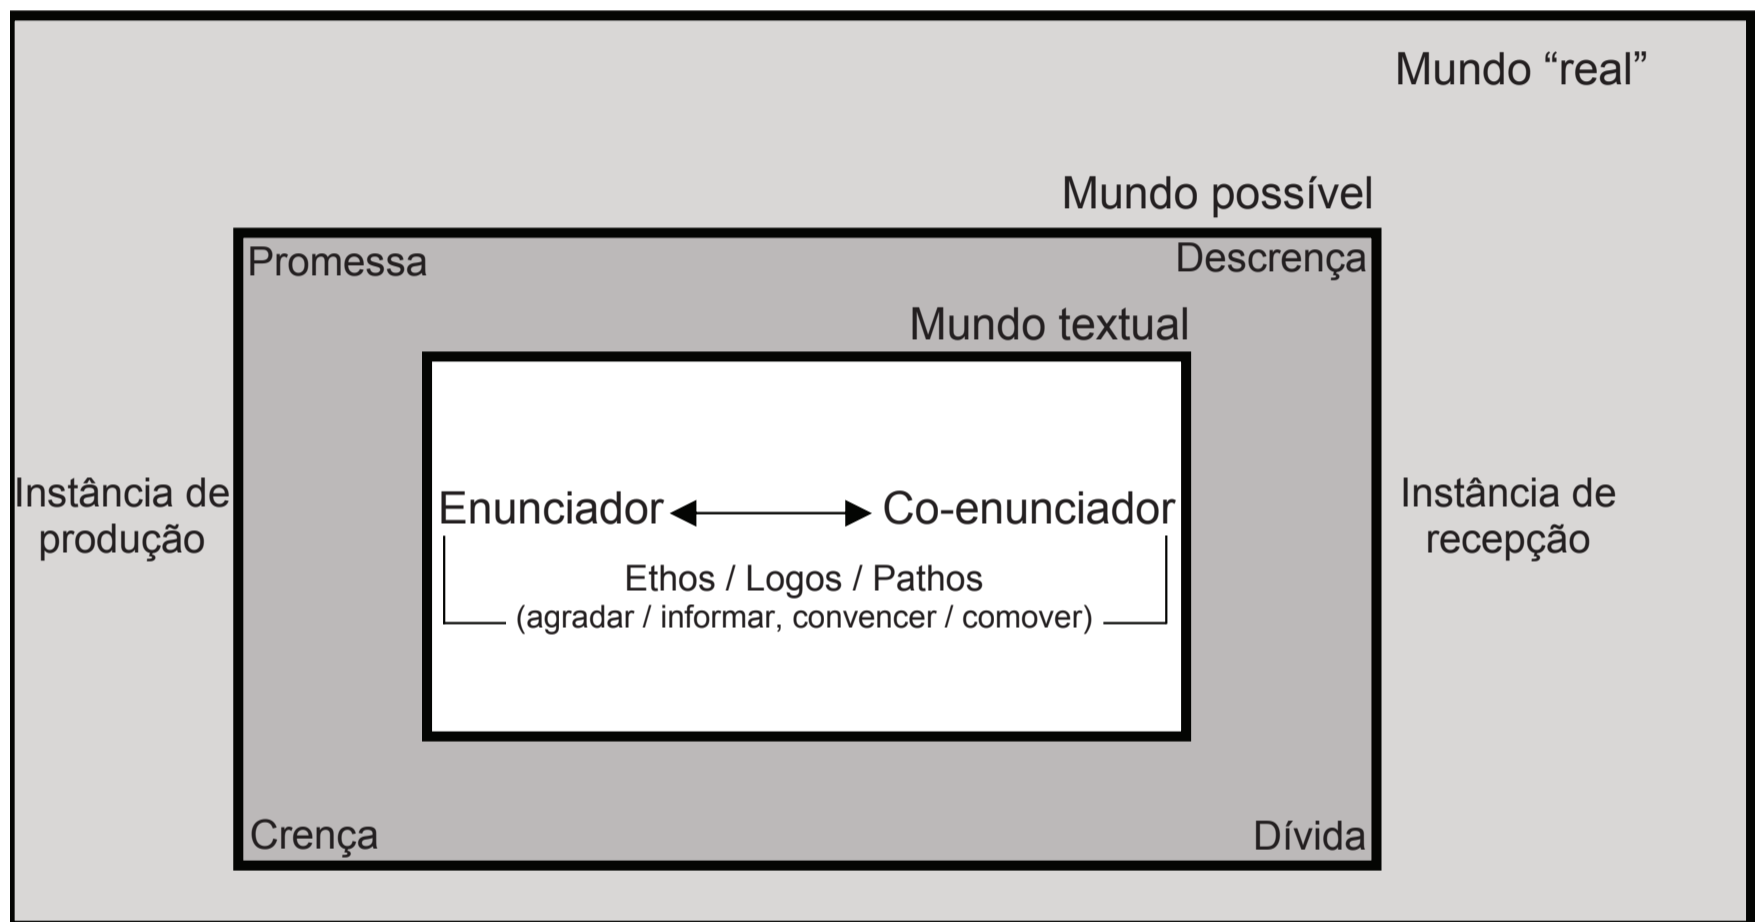 Mundo “real”
Mundo possível
Promessa
Descrença
Mundo textual
Instância de
produção
Enunciador
Co-enunciador
Instância de
recepção
Ethos / Logos / Pathos
(agradar / informar, convencer / comover)
Crença
Dívida